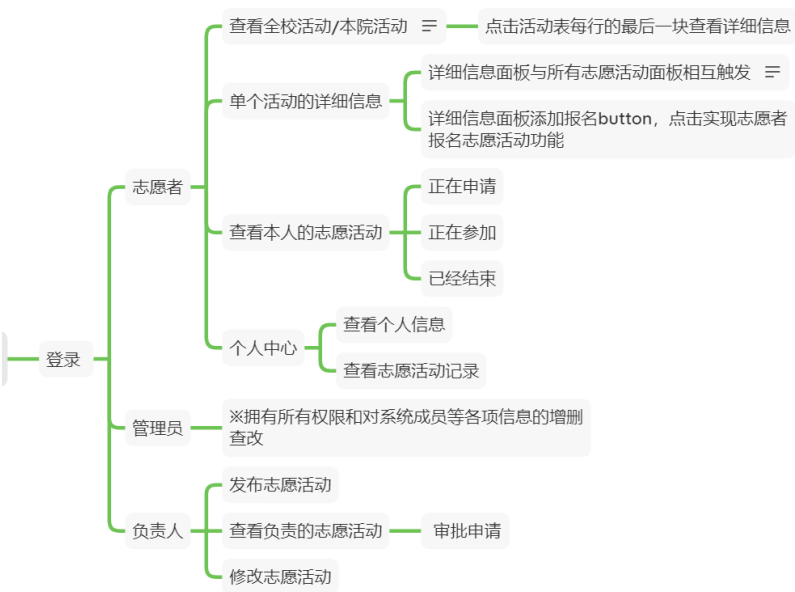 登录
志愿者
查看全校活动/本院活动
点击活动表每行的最后一块查看详细信息
单个活动的详细信息
详细信息面板与所有志愿活动面板相互触发
详细信息面板添加报名button，点击实现志愿者
报名志愿活动功能
查看本人的志愿活动
正在申请
正在参加
已经结束
个人中心
查看个人信息
查看志愿活动记录
管理员
※拥有所有权限和对系统成员等各项信息的增删
查改
负责人
发布志愿活动
查看负责的志愿活动
审批申请
修改志愿活动